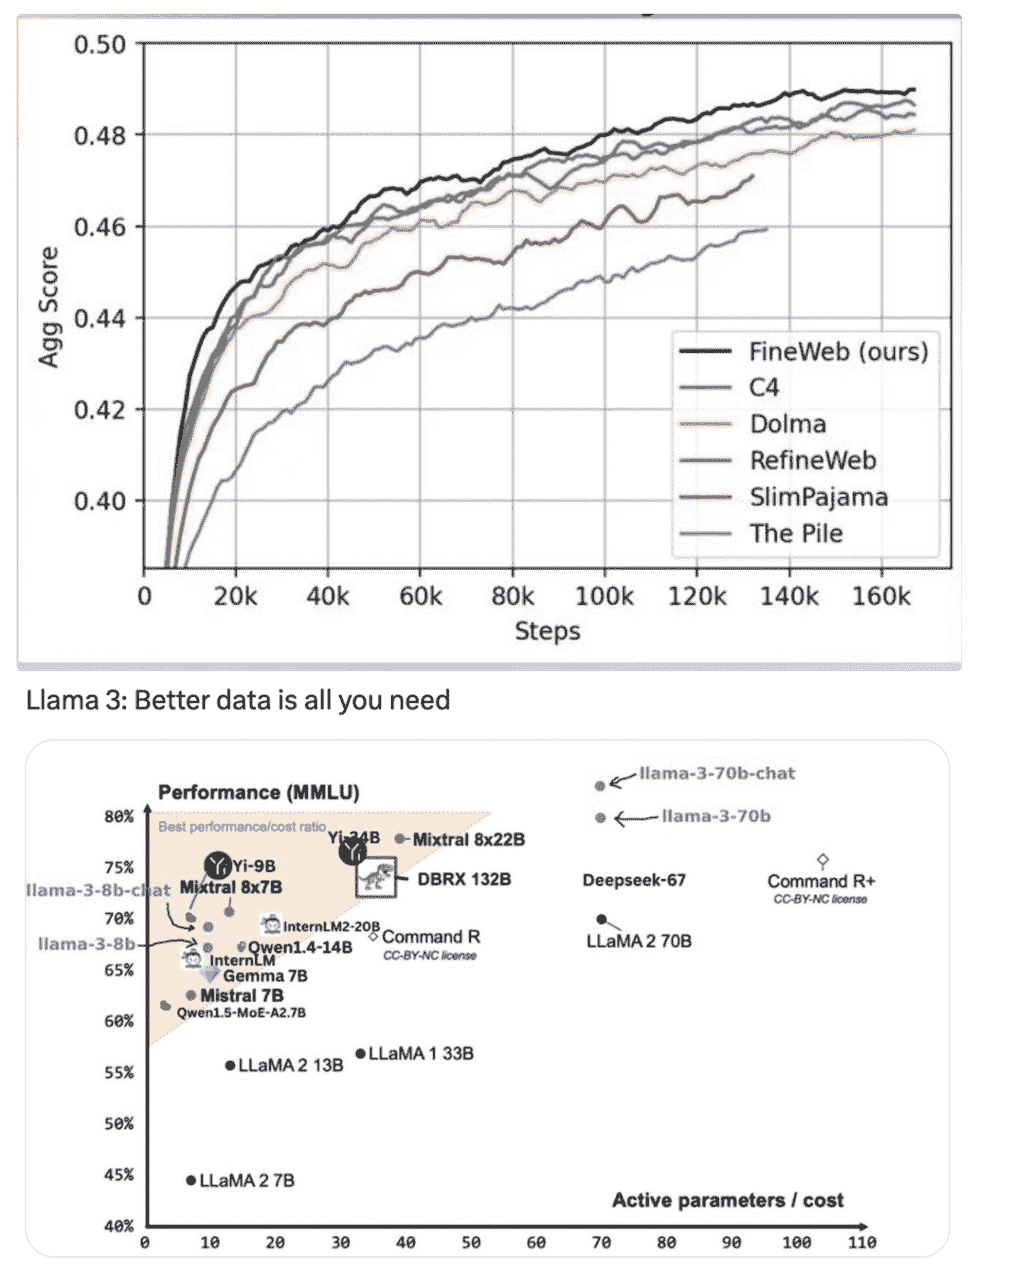 0.50
0.48
0.46
0.44
0.42
0.40
Agg Score
FineWeb (ours)
C4
Dolma
RefineWeb
SlimPajama
The Pile
0 20k 40k 60k 80k 100k 120k 140k 160k
Steps
Llama 3: Better data is all you need
llama-3-70b-chat
Performance (MMLU)
80%
llama-3-70b
Best performance/cost ratio
Yi-34B
Mixtral 8x22B
75%
Yi-9B
DBRX 132B
Deepseek-67
Command R+
CC-BY-NC license
llama-3-8b-chat
Mixtral 8x7B
70%
InternLM2-20B
Command R
CC-BY-NC license
LLaMA 2 70B
llama-3-8b
Qwen1.4-14B
InternLM
65%
Gemma 7B
Mistral 7B
Qwen1.5-MoE-A2.7B
60%
LLaMA 1 33B
LLaMA 2 13B
55%
50%
45%
LLaMA 2 7B
Active parameters / cost
40%
0 10 20 30 40 50 60 70 80 90 100 110